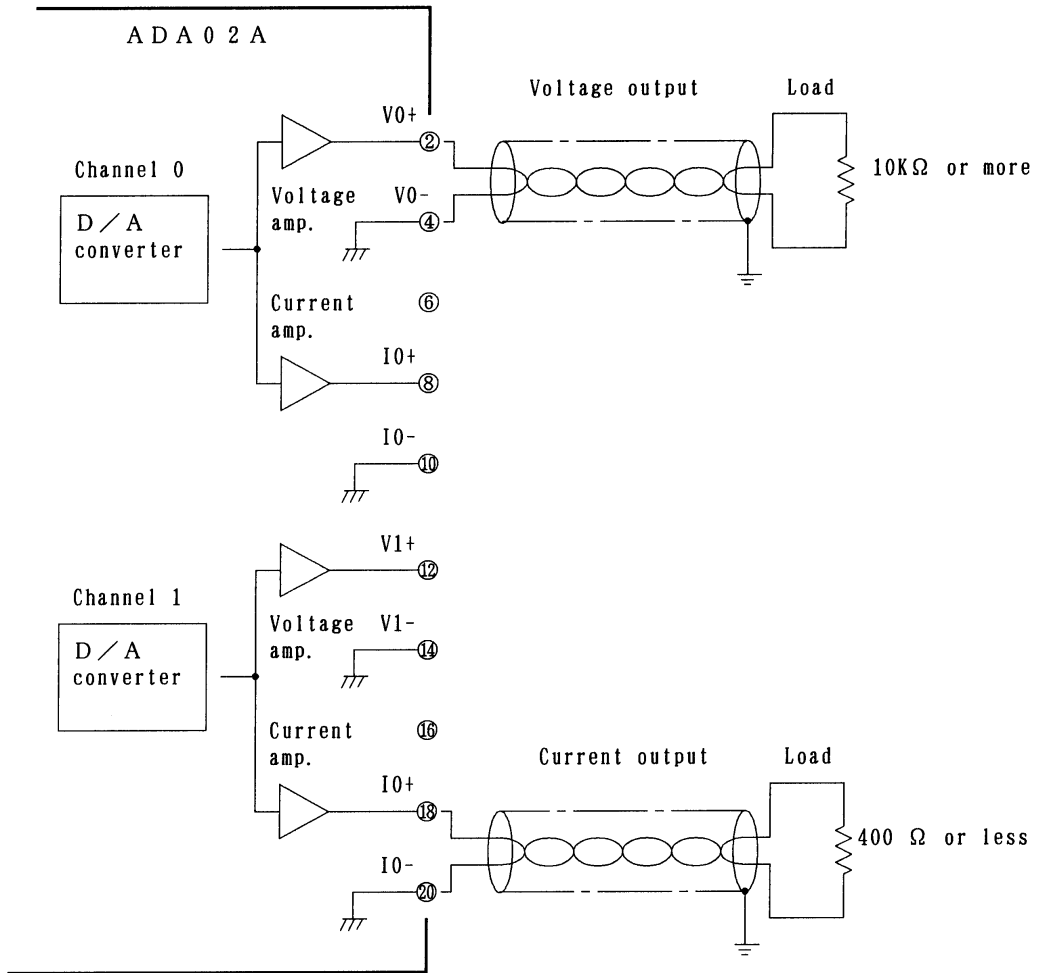 ADA02A
Voltage output
Load
V0+
②
Channel 0
10KΩ or more
Voltage
amp.
V0-
④
D／A
converter
Current
amp.
⑥
I0+
⑧
I0-
⑩
V1+
⑫
Channel 1
Voltage
amp.
V1-
⑭
D／A
converter
Current
amp.
⑯
Current output
Load
I0+
⑱
400 Ω or less
I0-
⑳